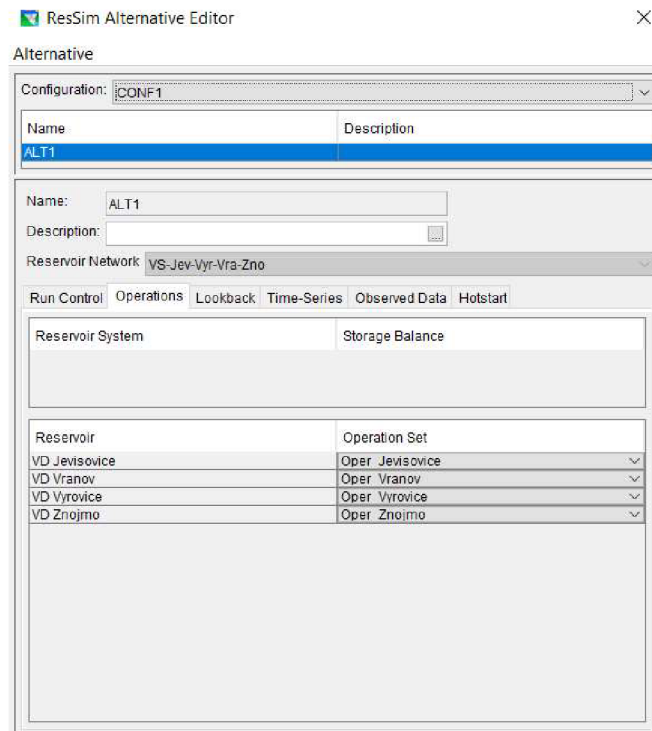 ResSim Alternative Editor
Alternative
Configuration: CONF1
Name Description
ALT1
Name: ALT1
Description: ...
Reservoir Network VS-Jev-Vyr-Vra-Zno
Run Control Operations Lookback Time-Series Observed Data Hotstart
Reservoir System Storage Balance
Reservoir Operation Set
VD Jevisovice Oper Jevisovice
VD Vranov Oper Vranov
VD Vyrovice Oper Vyrovice
VD Znojmo Oper Znojmo